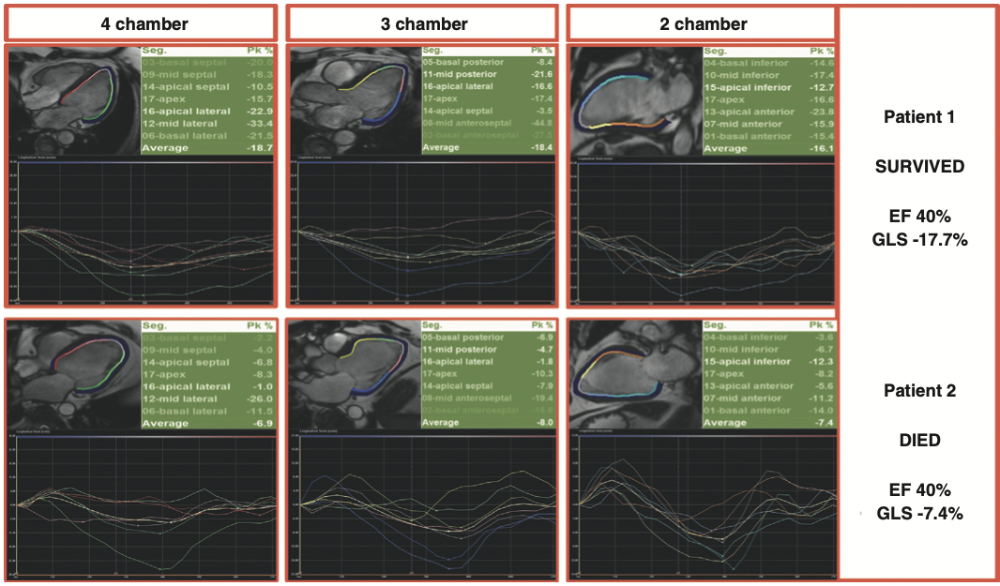 4 chamber
3 chamber
2 chamber
Seg. Pk %
03-basal septal -20.0
09-mid septal -18.3
14-apical septal -10.5
17-apex -15.7
16-apical lateral -22.9
12-mid lateral -33.4
06-basal lateral -21.5
Average -18.7
Seg. Pk %
05-basal posterior -8.4
11-mid posterior -21.6
16-apical lateral -16.6
17-apex -17.4
14-apical septal -3.5
08-mid anteroseptal -44.8
02-basal anteroseptal -27.5
Average -18.4
Seg. Pk %
04-basal inferior -14.6
10-mid inferior -17.4
15-apical inferior -12.7
17-apex -16.6
13-apical anterior -23.8
07-mid anterior -15.9
01-basal anterior -15.4
Average -16.1
Patient 1
SURVIVED
EF 40%
GLS -17.7%
Seg. Pk %
03-basal septal -2.2
09-mid septal -4.0
14-apical septal -6.8
17-apex -8.3
16-apical lateral -1.0
12-mid lateral -26.0
06-basal lateral -11.5
Average -6.9
Seg. Pk %
05-basal posterior -6.9
11-mid posterior -4.7
16-apical lateral -1.8
17-apex -10.3
14-apical septal -7.9
08-mid anteroseptal -19.4
02-basal anteroseptal
Average -8.0
Seg. Pk %
04-basal inferior -3.6
10-mid inferior -6.7
15-apical inferior -12.3
17-apex -8.2
13-apical anterior -5.6
07-mid anterior -11.2
01-basal anterior -14.0
Average -7.4
Patient 2
DIED
EF 40%
GLS -7.4%